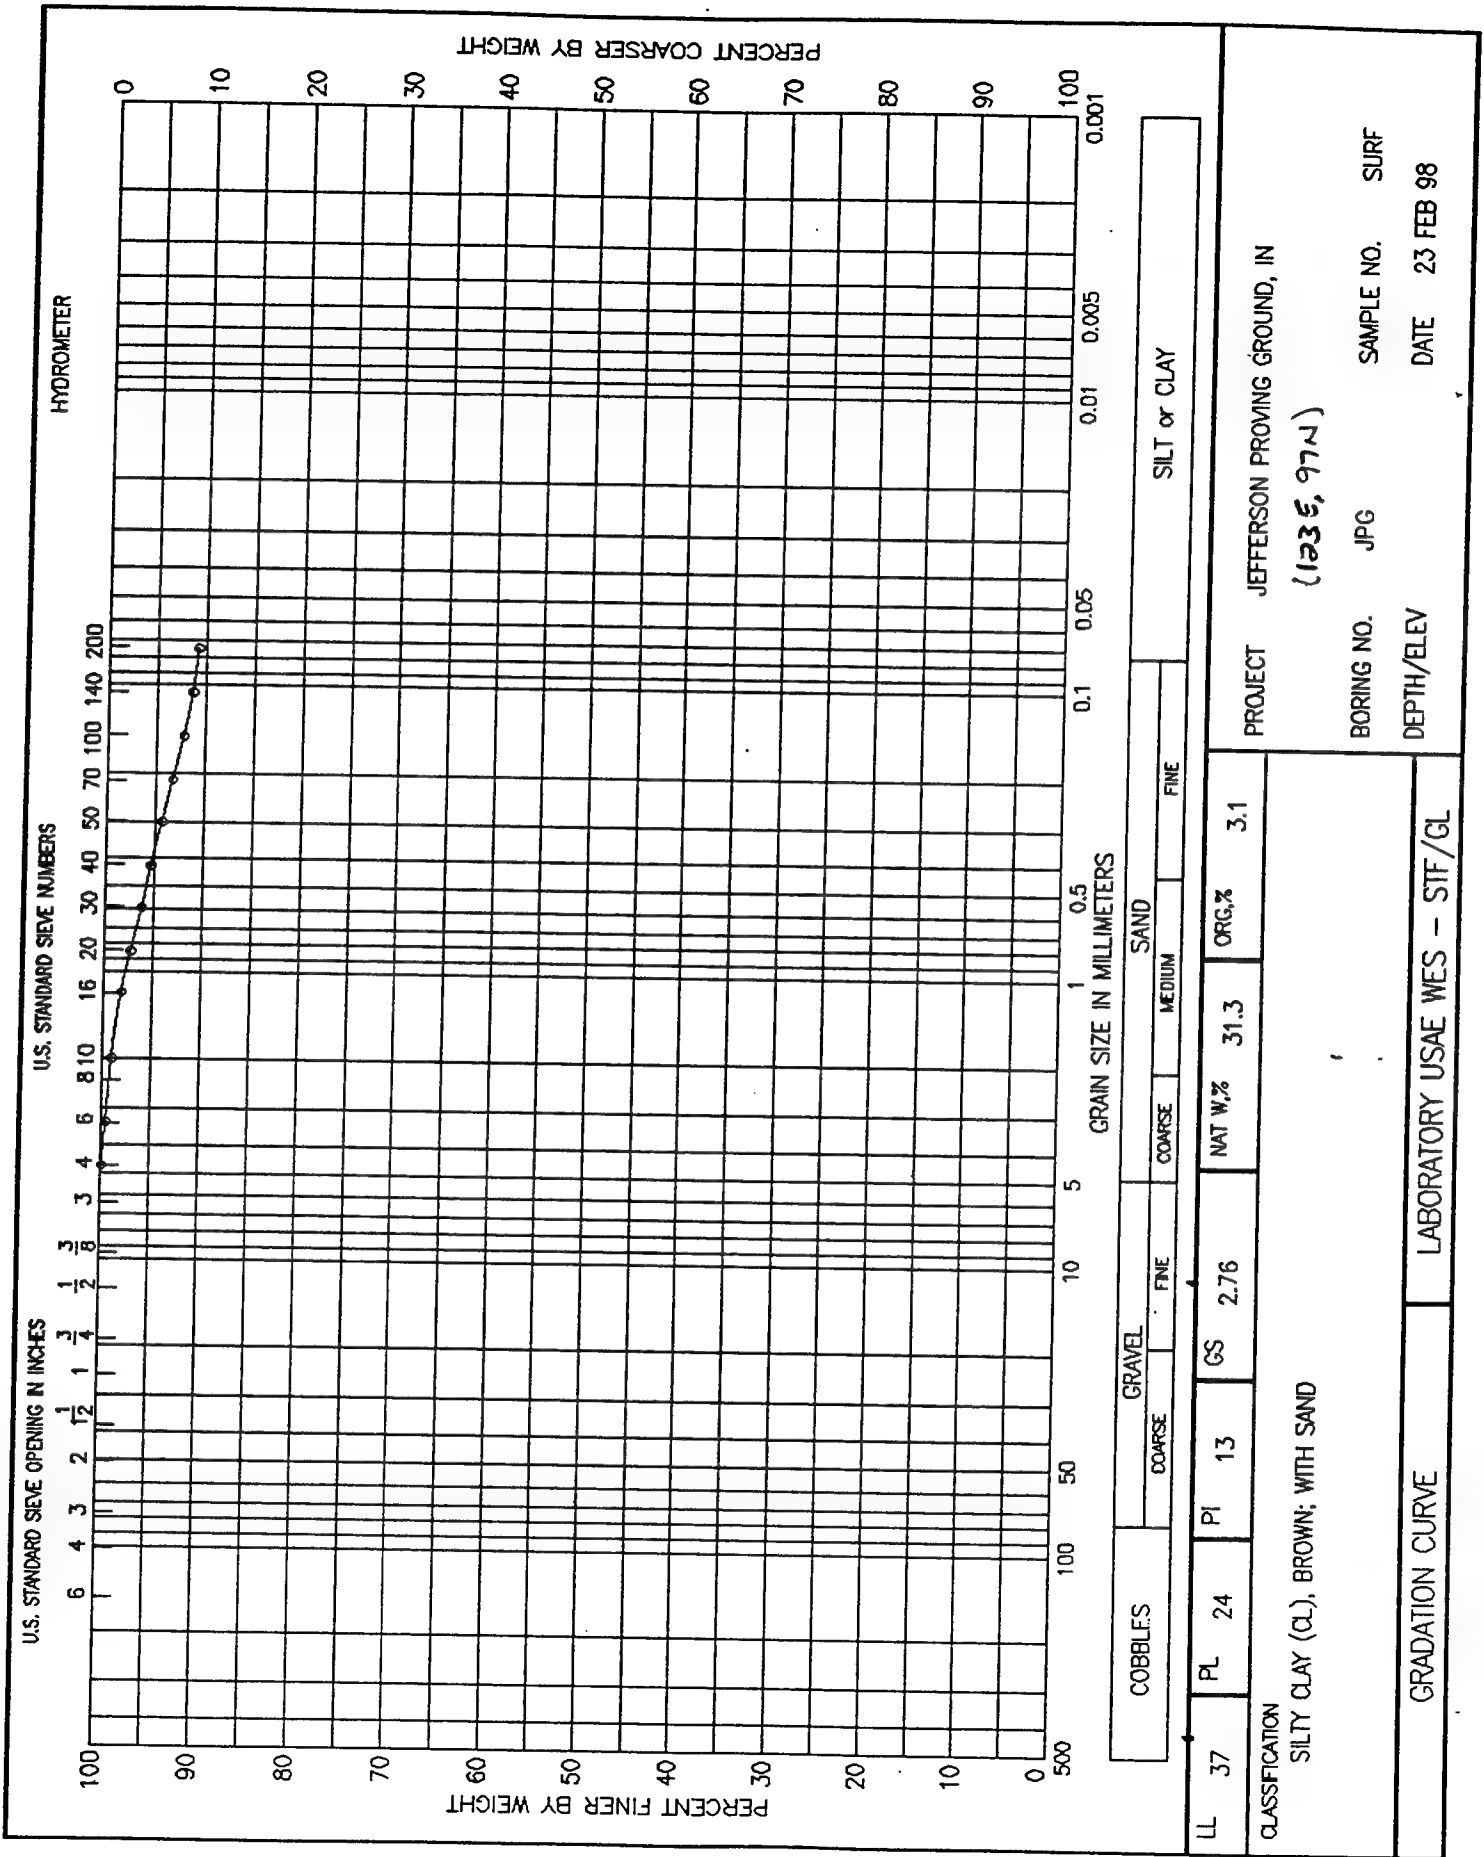 U.S. STANDARD SIEVE OPENING IN INCHES
U.S. STANDARD SIEVE NUMBERS
HYDROMETER
6 4 3 2 1 1/2 1 3/4 1/2 3/8 3 4 6 8 10 16 20 30 40 50 70 100 140 200
PERCENT FINER BY WEIGHT
100
90
80
70
60
50
40
30
20
10
0
PERCENT COARSER BY WEIGHT
0
10
20
30
40
50
60
70
80
90
100
500 100 50 10 5 1 0.5 0.1 0.05 0.01 0.005 0.001
GRAIN SIZE IN MILLIMETERS
COBBLES GRAVEL SAND SILT or CLAY
COARSE FINE COARSE MEDIUM FINE
LL 37 PL 24 PI 13 GS 2.76 NAT W,% 31.3 ORG,% 3.1
CLASSIFICATION
SILTY CLAY (CL), BROWN; WITH SAND
PROJECT JEFFERSON PROVING GROUND, IN
(123E, 97N)
BORING NO. JPG SAMPLE NO. SURF
DEPTH/ELEV DATE 23 FEB 98
GRADATION CURVE LABORATORY USAE WES - STF/GL